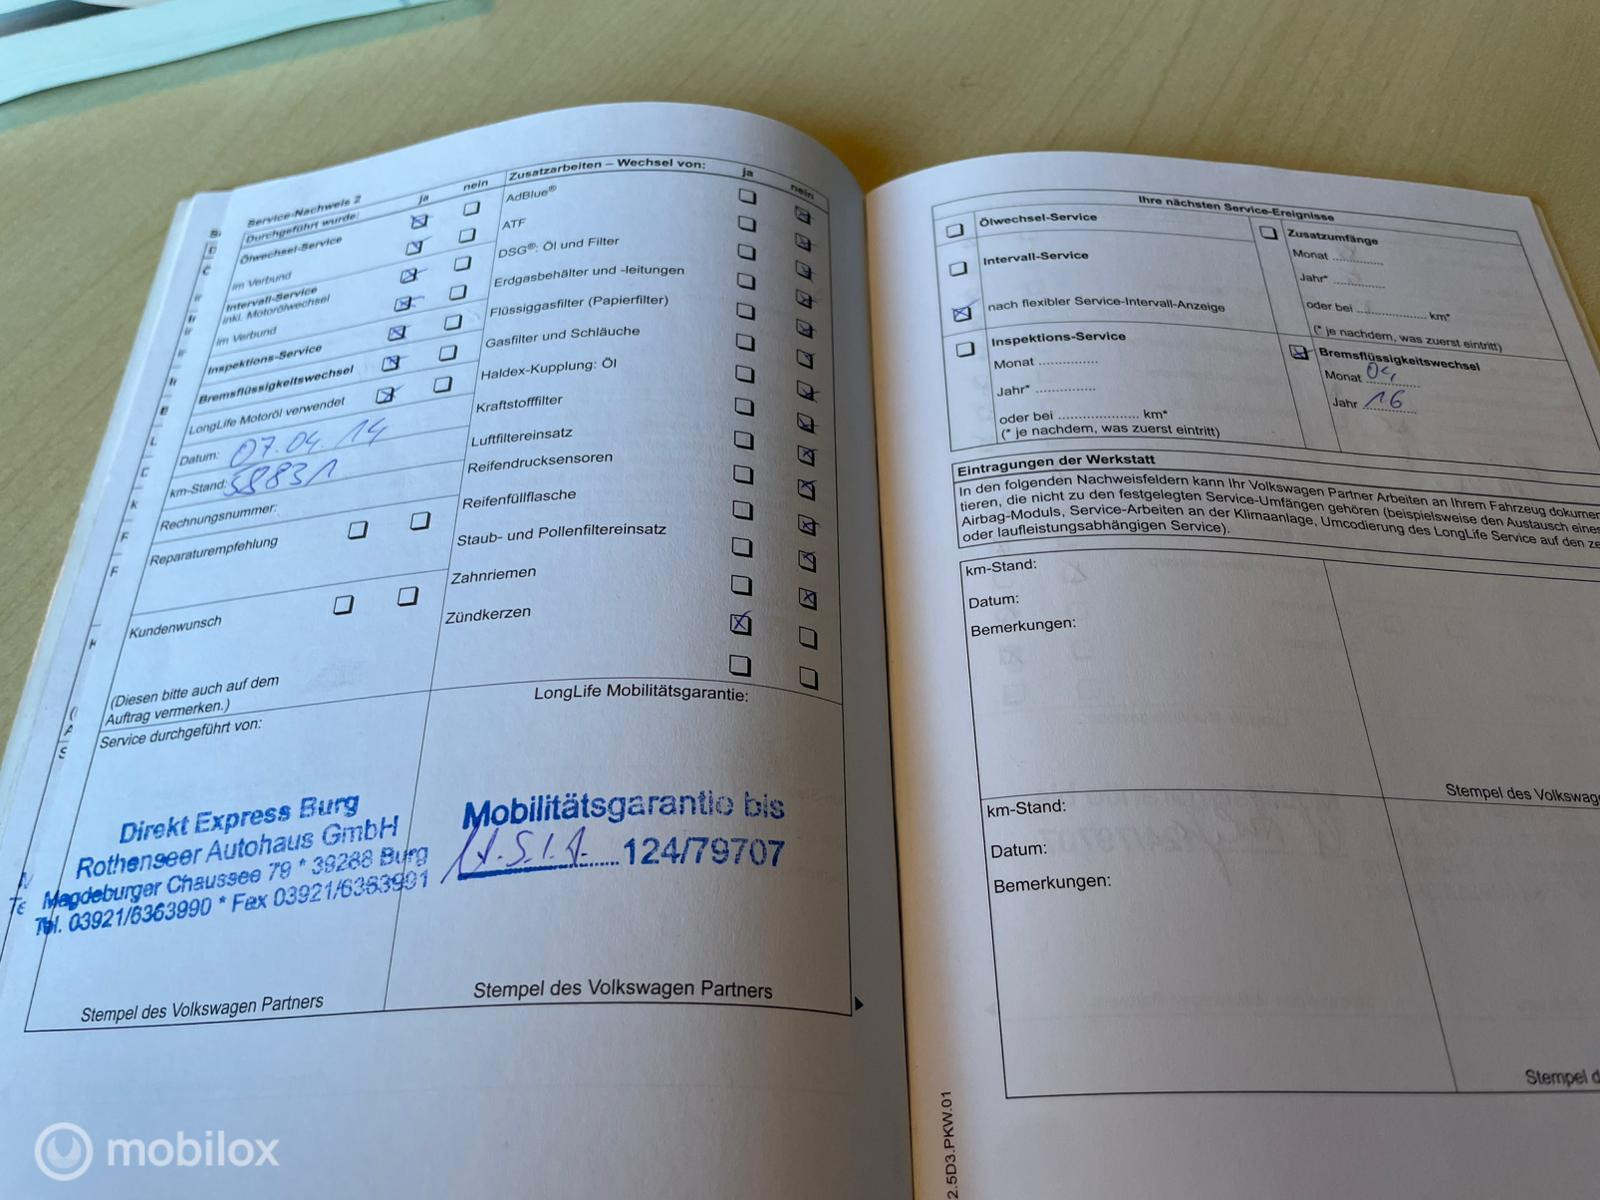 Service-Nachweis 2
Durchgeführt wurde: ja nein
Ölwechsel-Service
im Verbund
Intervall-Service
inkl. Motorölwechsel
im Verbund
Inspektions-Service
Bremsflüssigkeitswechsel
LongLife Motoröl verwendet
Datum: 07.04.14
km-Stand: 58831
Rechnungsnummer:
Reparaturempfehlung
Kundenwunsch
(Diesen bitte auch auf dem
Auftrag vermerken.)
Service durchgeführt von:
Direkt Express Burg
Rothenseer Autohaus GmbH
Magdeburger Chaussee 79 * 39288 Burg
Tel. 03921/6363990 * Fax 03921/6363991
Stempel des Volkswagen Partners
Zusatzarbeiten – Wechsel von: ja nein
AdBlue®
ATF
DSG®: Öl und Filter
Erdgasbehälter und -leitungen
Flüssiggasfilter (Papierfilter)
Gasfilter und Schläuche
Haldex-Kupplung: Öl
Kraftstofffilter
Luftfiltereinsatz
Reifendrucksensoren
Reifenfüllflasche
Staub- und Pollenfiltereinsatz
Zahnriemen
Zündkerzen
LongLife Mobilitätsgarantie:
Mobilitätsgarantie bis
124/79707
Stempel des Volkswagen Partners
Ihre nächsten Service-Ereignisse
Ölwechsel-Service
Intervall-Service
nach flexibler Service-Intervall-Anzeige
Inspektions-Service
Monat ...............
Jahr* ...............
oder bei .................... km*
(* je nachdem, was zuerst eintritt)
Zusatzumfänge
Monat .............
Jahr* .............
oder bei .................. km*
(* je nachdem, was zuerst eintritt)
Bremsflüssigkeitswechsel
Monat 04
Jahr 16
Eintragungen der Werkstatt
In den folgenden Nachweisfeldern kann Ihr Volkswagen Partner Arbeiten an Ihrem Fahrzeug dokumen
tieren, die nicht zu den festgelegten Service-Umfängen gehören (beispielsweise den Austausch eine
Airbag-Moduls, Service-Arbeiten an der Klimaanlage, Umcodierung des LongLife Service auf den ze
oder laufleistungsabhängigen Service).
km-Stand:
Datum:
Bemerkungen:
Stempel des Volkswag
km-Stand:
Datum:
Bemerkungen:
Stempel d
2.5D3.PKW.01
mobilox